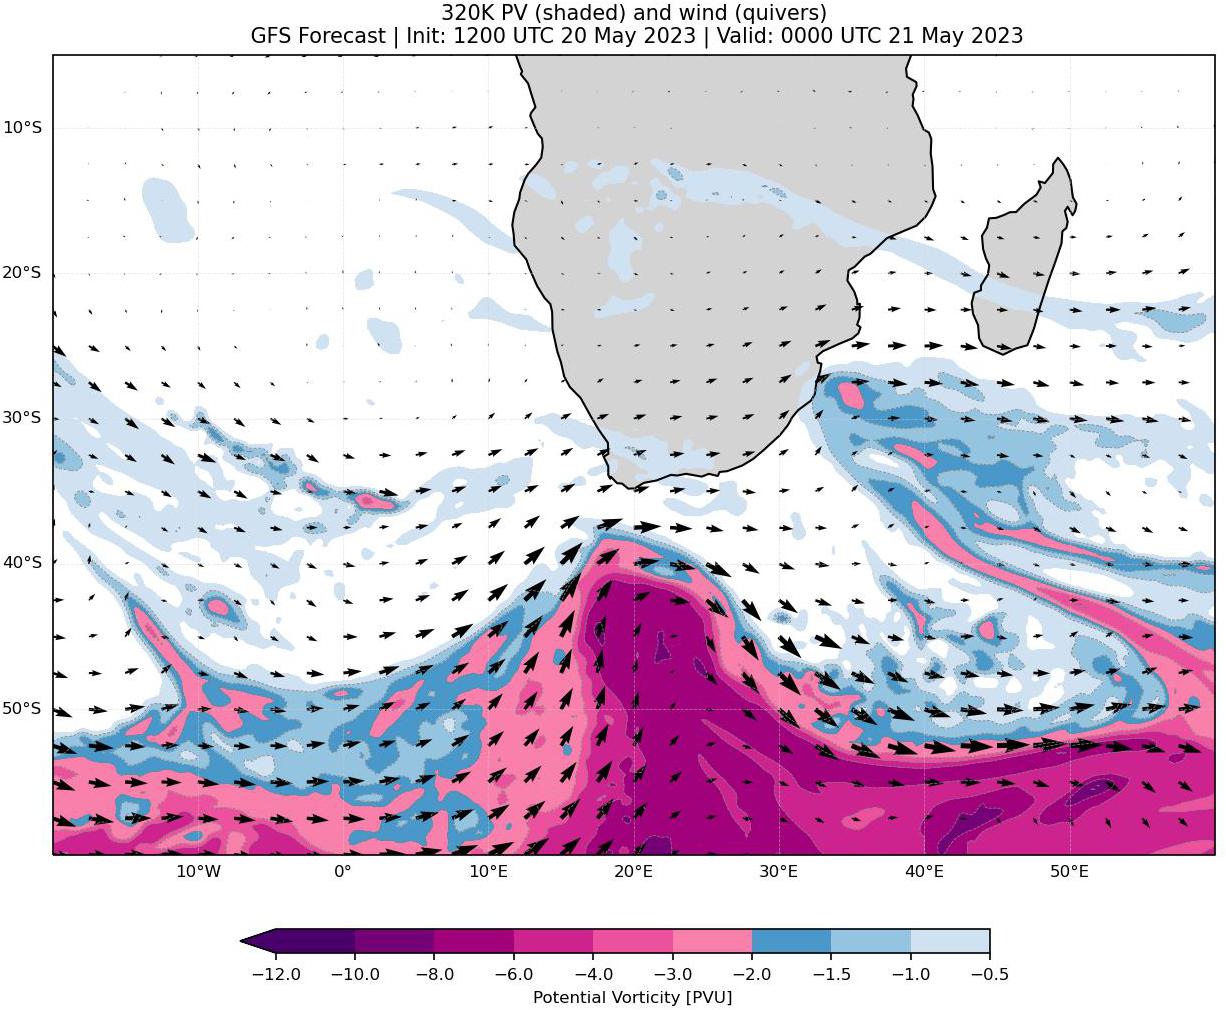 320K PV (shaded) and wind (quivers)
GFS Forecast | Init: 1200 UTC 20 May 2023 | Valid: 0000 UTC 21 May 2023
10°S
20°S
30°S
40°S
50°S
10°W 0° 10°E 20°E 30°E 40°E 50°E
−12.0 −10.0 −8.0 −6.0 −4.0 −3.0 −2.0 −1.5 −1.0 −0.5
Potential Vorticity [PVU]